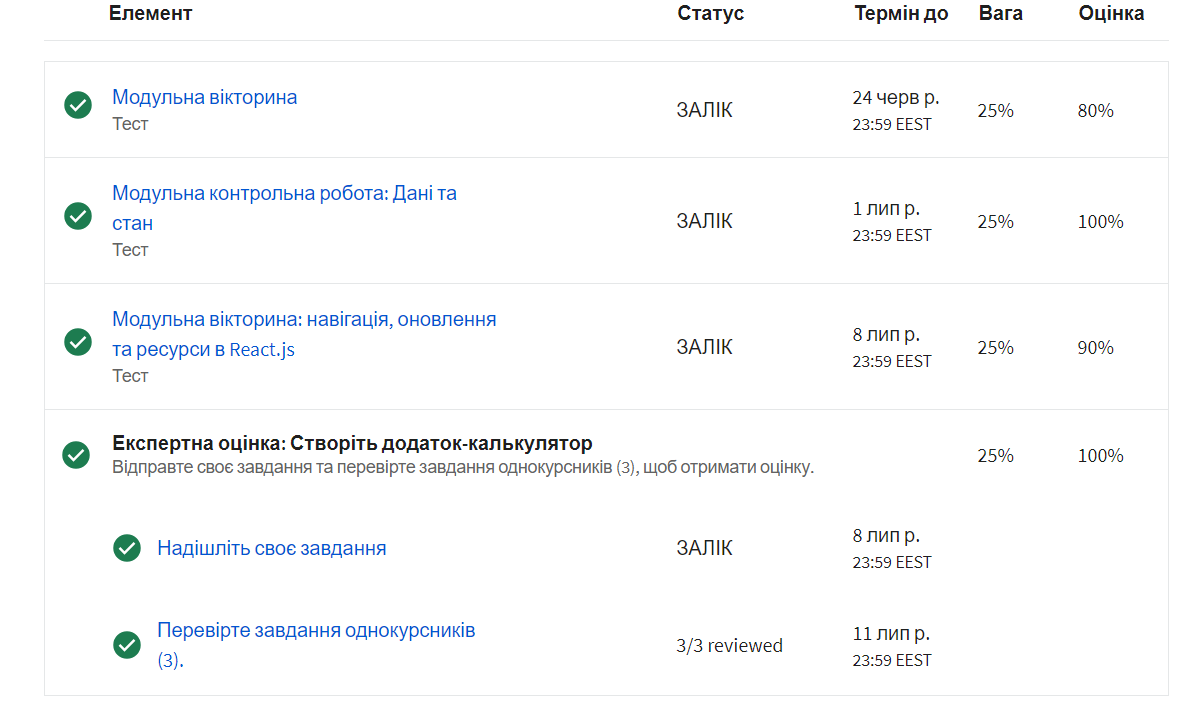 Елемент Статус Термін до Вага Оцінка
Модульна вікторина
Тест
ЗАЛІК
24 черв р.
23:59 EEST
25%
80%
Модульна контрольна робота: Дані та
стан
Тест
ЗАЛІК
1 лип р.
23:59 EEST
25%
100%
Модульна вікторина: навігація, оновлення
та ресурси в React.js
Тест
ЗАЛІК
8 лип р.
23:59 EEST
25%
90%
Експертна оцінка: Створіть додаток-калькулятор
Відправте своє завдання та перевірте завдання однокурсників (3), щоб отримати оцінку.
25%
100%
Надішліть своє завдання
ЗАЛІК
8 лип р.
23:59 EEST
Перевірте завдання однокурсників
(3).
3/3 reviewed
11 лип р.
23:59 EEST